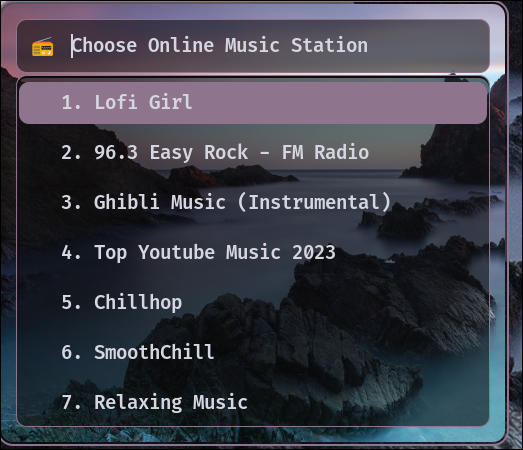 Choose Online Music Station
1. Lofi Girl
2. 96.3 Easy Rock - FM Radio
3. Ghibli Music (Instrumental)
4. Top Youtube Music 2023
5. Chillhop
6. SmoothChill
7. Relaxing Music